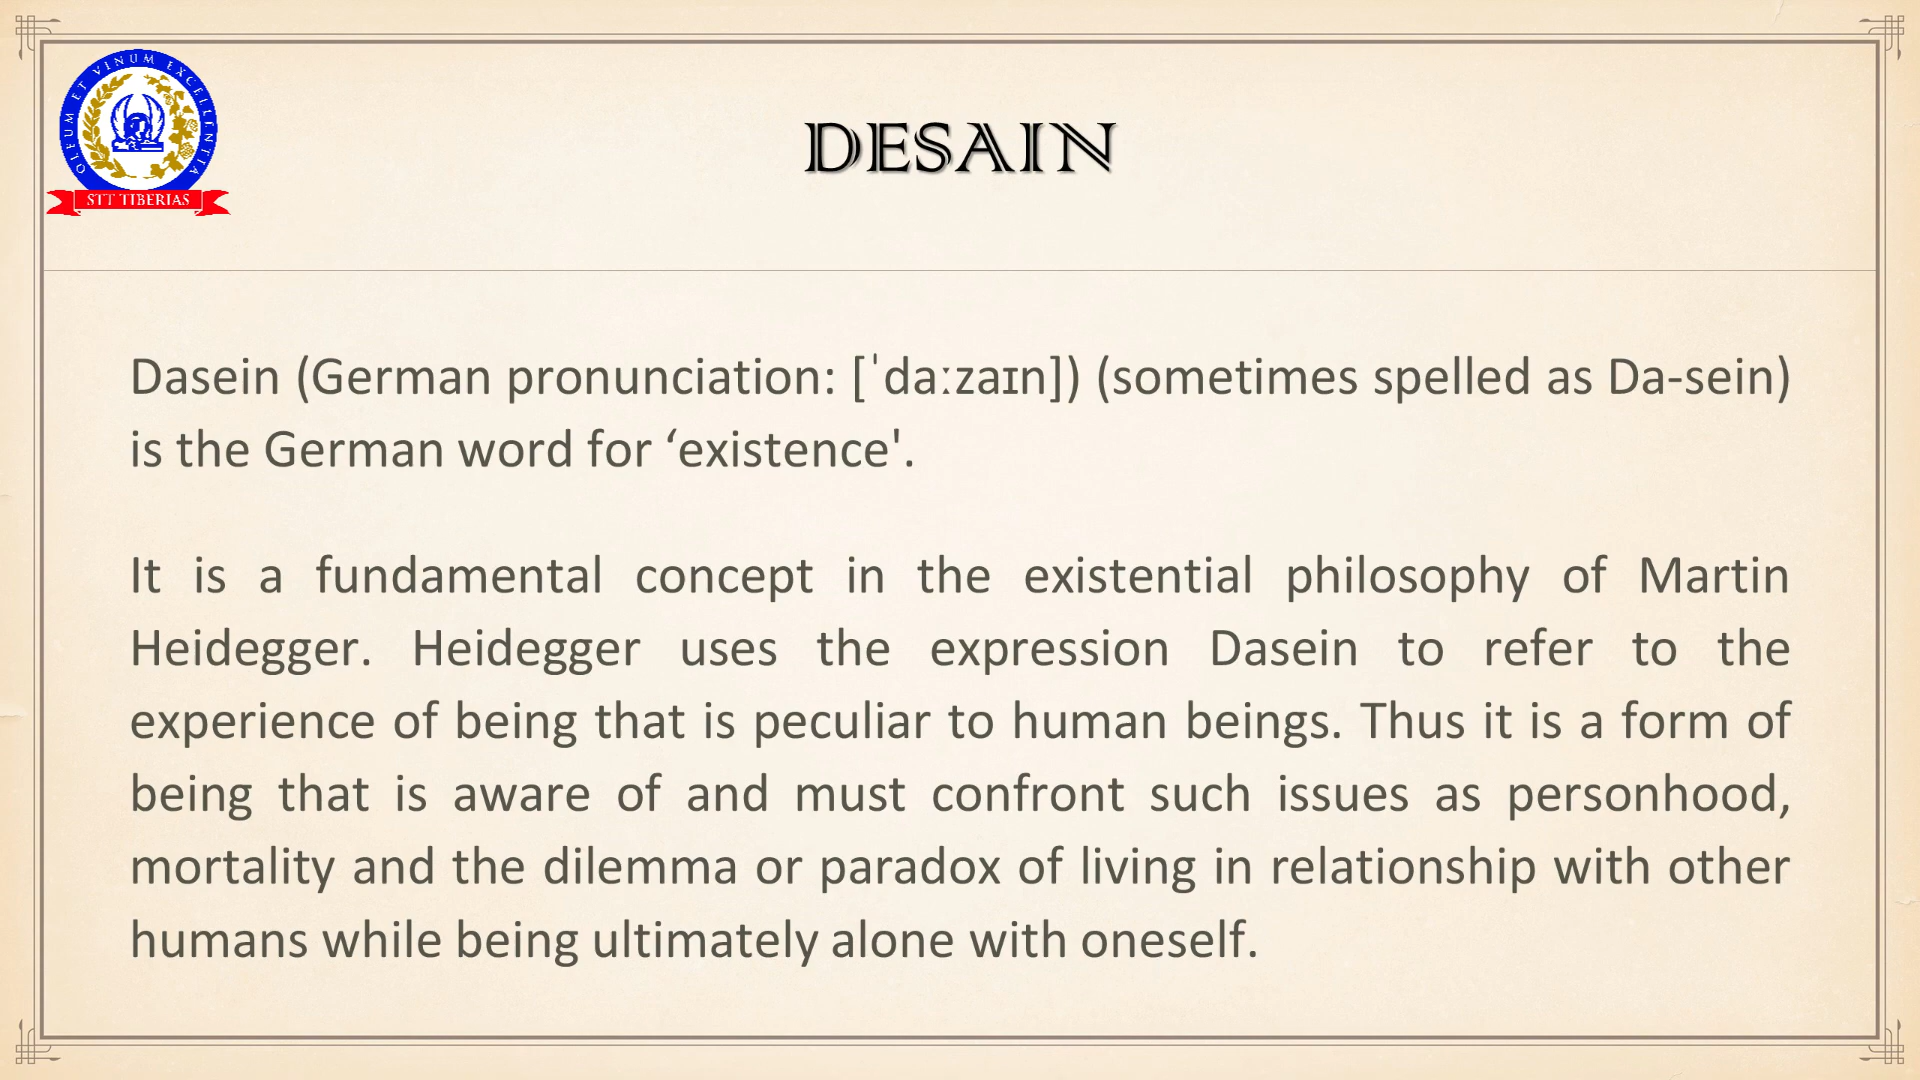 OLEUM ET VINUM EXCELLENTIA
STT TIBERIAS
DESAIN
Dasein (German pronunciation: [ˈdaːzaɪn]) (sometimes spelled as Da-sein)
is the German word for ‘existence'.
It is a fundamental concept in the existential philosophy of Martin
Heidegger. Heidegger uses the expression Dasein to refer to the
experience of being that is peculiar to human beings. Thus it is a form of
being that is aware of and must confront such issues as personhood,
mortality and the dilemma or paradox of living in relationship with other
humans while being ultimately alone with oneself.